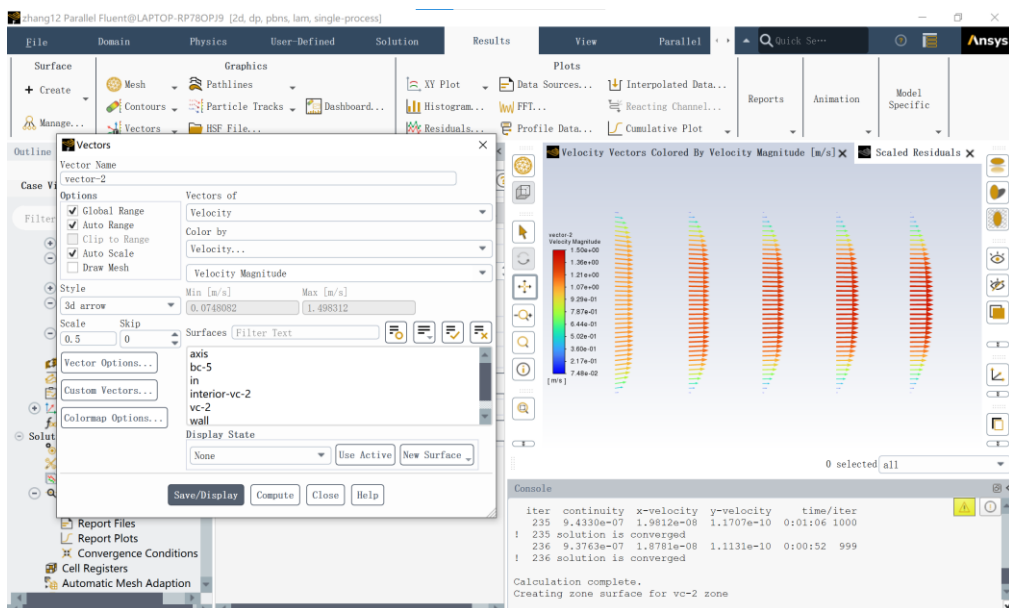 zhang12 Parallel Fluent@LAPTOP-RP78OPJ9 [2d, dp, pbns, lam, single-process]
File Domain Physics User-Defined Solution Results View Parallel Quick Se… Ansys
Surface Graphics Plots
+ Create Mesh Pathlines XY Plot Data Sources... Interpolated Data...
Contours Particle Tracks Dashboard... Histogram... FFT... Reacting Channel... Reports Animation Model Specific
Manage... Vectors HSF File... Residuals... Profile Data... Cumulative Plot
Outline
Case Vi
Filter
Solut
Report Files
Report Plots
Convergence Conditions
Cell Registers
Automatic Mesh Adaption
Vectors
Vector Name
vector-2
Options Vectors of
Global Range Velocity
Auto Range Color by
Clip to Range
Auto Scale Velocity...
Draw Mesh Velocity Magnitude
Style Min [m/s] Max [m/s]
3d arrow 0.0748082 1.498312
Scale Skip
0.5 0 Surfaces Filter Text
Vector Options...
Custom Vectors...
Colormap Options...
axis
bc-5
in
interior-vc-2
vc-2
wall
Display State
None Use Active New Surface
Save/Display Compute Close Help
Velocity Vectors Colored By Velocity Magnitude [m/s] Scaled Residuals
vector-2
Velocity Magnitude
1.50e+00
1.36e+00
1.21e+00
1.07e+00
9.29e-01
7.87e-01
6.44e-01
5.02e-01
3.60e-01
2.17e-01
7.48e-02
[m/s]
0 selected all
Console
iter continuity x-velocity y-velocity time/iter
235 9.4330e-07 1.9812e-08 1.1707e-10 0:01:06 1000
! 235 solution is converged
236 9.3763e-07 1.8781e-08 1.1131e-10 0:00:52 999
! 236 solution is converged
Calculation complete.
Creating zone surface for vc-2 zone